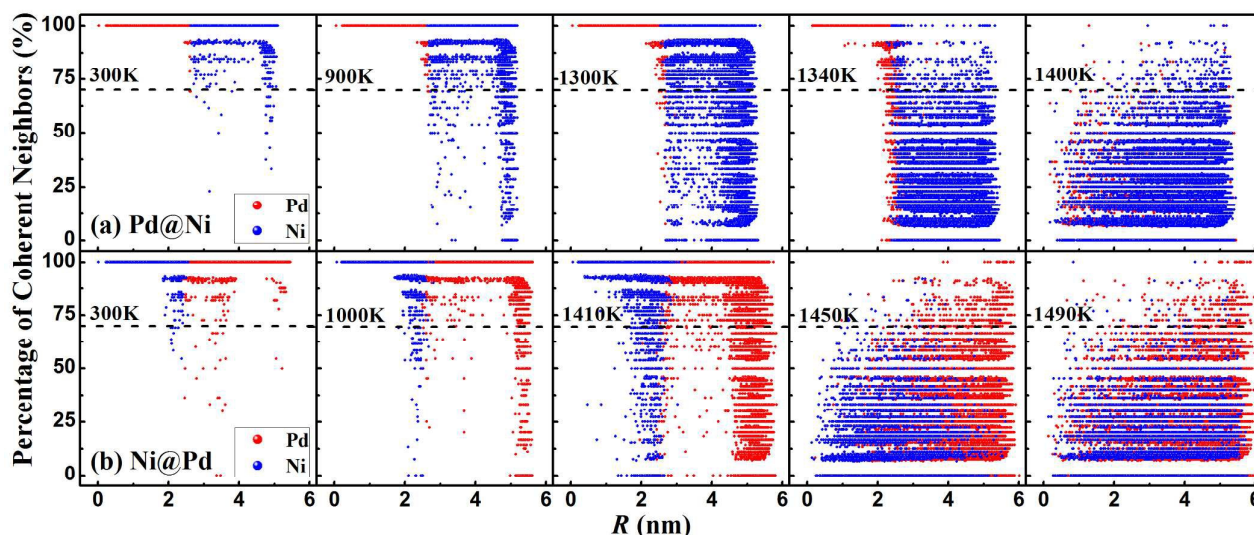 Percentage of Coherent Neighbors (%)
100
75
50
25
0
300K
900K
1300K
1340K
1400K
Pd
Ni
(a) Pd@Ni
100
75
50
25
0
300K
1000K
1410K
1450K
1490K
Pd
Ni
(b) Ni@Pd
0 2 4 6 0 2 4 6 0 2 4 6 0 2 4 6 0 2 4 6
R (nm)